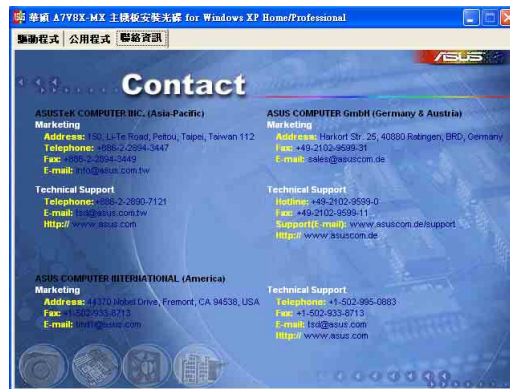 華碩 A7V8X-MX 主機板安裝光碟 for Windows XP Home/Professional
驅動程式 公用程式 聯絡資訊
ASUS
Contact
ASUSTeK COMPUTER INC. (Asia-Pacific)
Marketing
Address: 150, Li-Te Road, Peitou, Taipei, Taiwan 112
Telephone: +886-2-2894-3447
Fax: +886-2-2894-3449
E-mail: info@asus.com.tw
Technical Support
Telephone: +886-2-2890-7121
E-mail: tsd@asus.com.tw
Http:// www.asus.com
ASUS COMPUTER GmbH (Germany & Austria)
Marketing
Address: Harkort Str. 25, 40880 Ratingen, BRD, Germany
Fax: +49-2102-9599-31
E-mail: sales@asuscom.de
Technical Support
Hotline: +49-2102-9599-0
Fax: +49-2102-9599-11
Support(E-mail): www.asuscom.de/support
Http:// www.asuscom.de
ASUS COMPUTER INTERNATIONAL (America)
Marketing
Address: 44370 Nobel Drive, Fremont, CA 94538, USA
Fax: +1-502-933-8713
E-mail: tmd1@asus.com
Technical Support
Telephone: +1-502-995-0883
Fax: +1-502-933-8713
E-mail: tsd@asus.com
Http:// www.asus.com